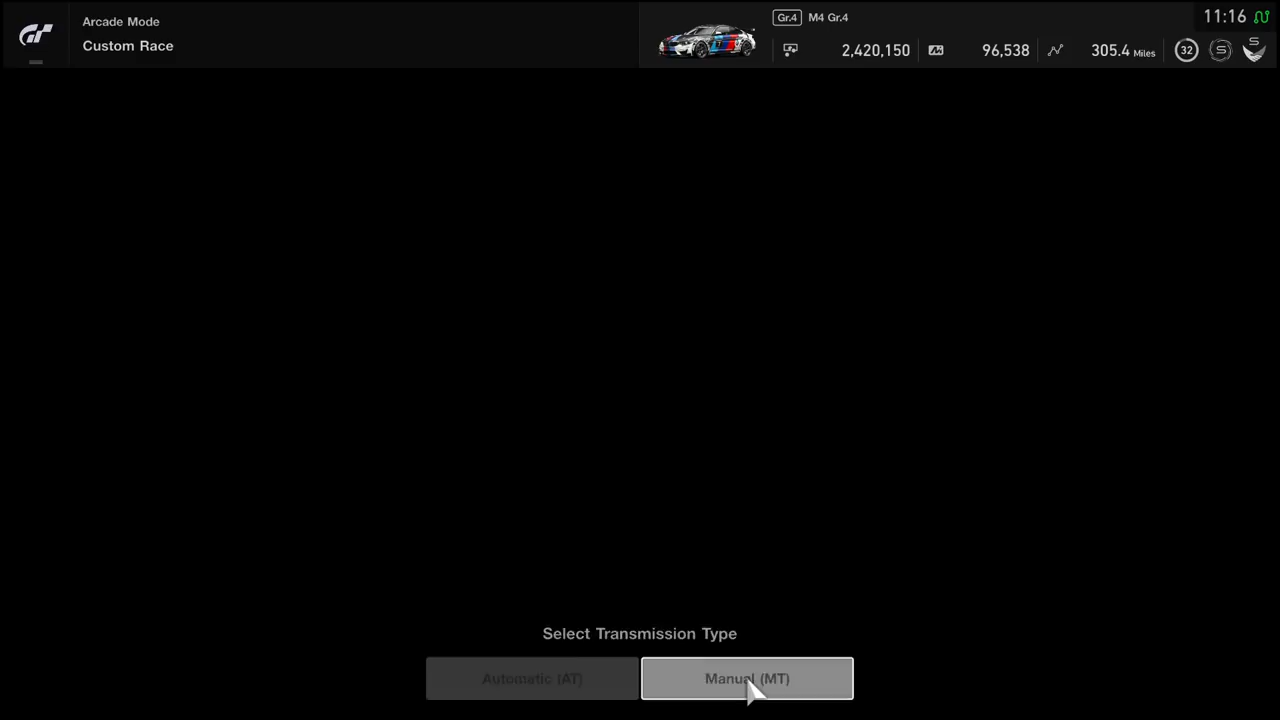 Arcade Mode
Custom Race
Gr.4 M4 Gr.4
11:16
2,420,150 96,538 305.4 Miles 32 S S
Select Transmission Type
Automatic (AT) Manual (MT)